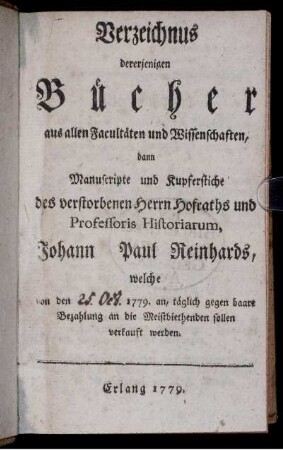 Verzeichnus
dererjenigen
Bücher
aus allen Facultäten und Wissenschaften,
dann
Manuscripte und Kupferstiche
des verstorbenen Herrn Hofraths und
Professoris Historiarum,
Johann Paul Reinhards,
welche
von den 25. Oct. 1779. an, täglich gegen baare
Bezahlung an die Meistbiethenden sollen
verkauft werden.
Erlang 1779.